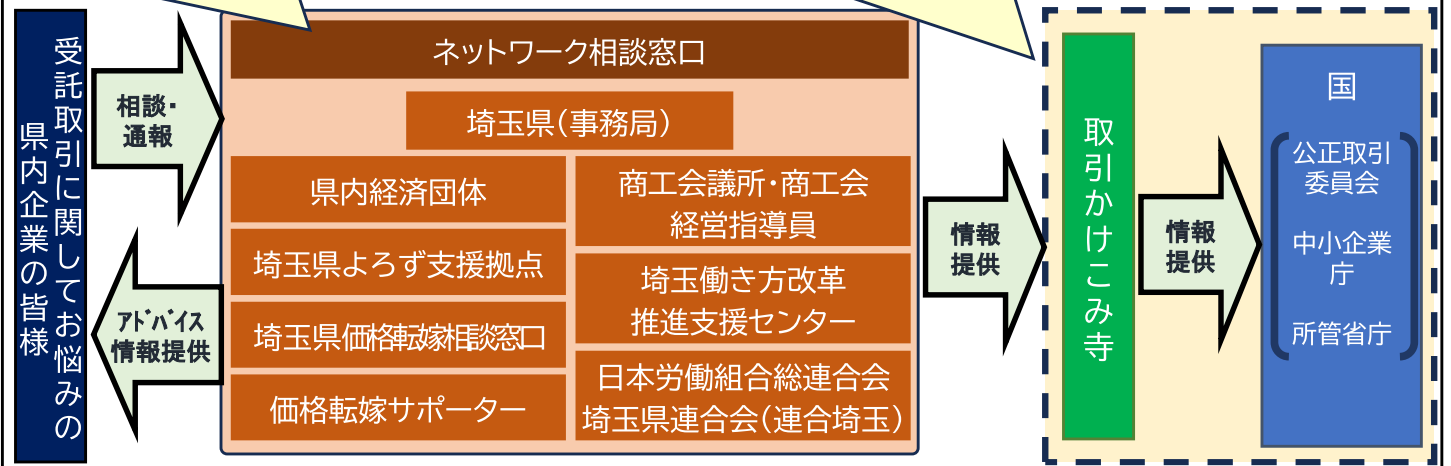 受託取引に関してお悩みの
県内企業の皆様
相談・
通報
アドバイス
情報提供
ネットワーク相談窓口
埼玉県（事務局）
県内経済団体
埼玉県よろず支援拠点
埼玉県価格転嫁相談窓口
価格転嫁サポーター
商工会議所・商工会
経営指導員
埼玉働き方改革
推進支援センター
日本労働組合総連合会
埼玉県連合会（連合埼玉）
情報
提供
取引かけこみ寺
情報
提供
国
公正取引
委員会
中小企業
庁
所管省庁